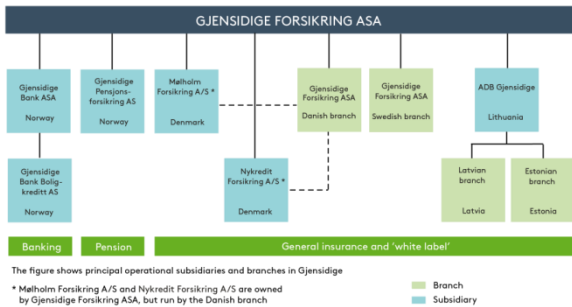 GJENSIDIGE FORSIKRING ASA
Gjensidige
Bank ASA
Norway
Gjensidige
Pensjons-
forsikring AS
Norway
Mølholm
Forsikring A/S *
Denmark
Gjensidige
Forsikring ASA
Danish branch
Gjensidige
Forsikring ASA
Swedish branch
ADB Gjensidige
Lithuania
Gjensidige
Bank Bolig-
kreditt AS
Norway
Nykredit
Forsikring A/S *
Denmark
Latvian
branch
Latvia
Estonian
branch
Estonia
Banking
Pension
General insurance and 'white label'
The figure shows principal operational subsidiaries and branches in Gjensidige
* Mølholm Forsikring A/S and Nykredit Forsikring A/S are owned
by Gjensidige Forsikring ASA, but run by the Danish branch
Branch
Subsidiary